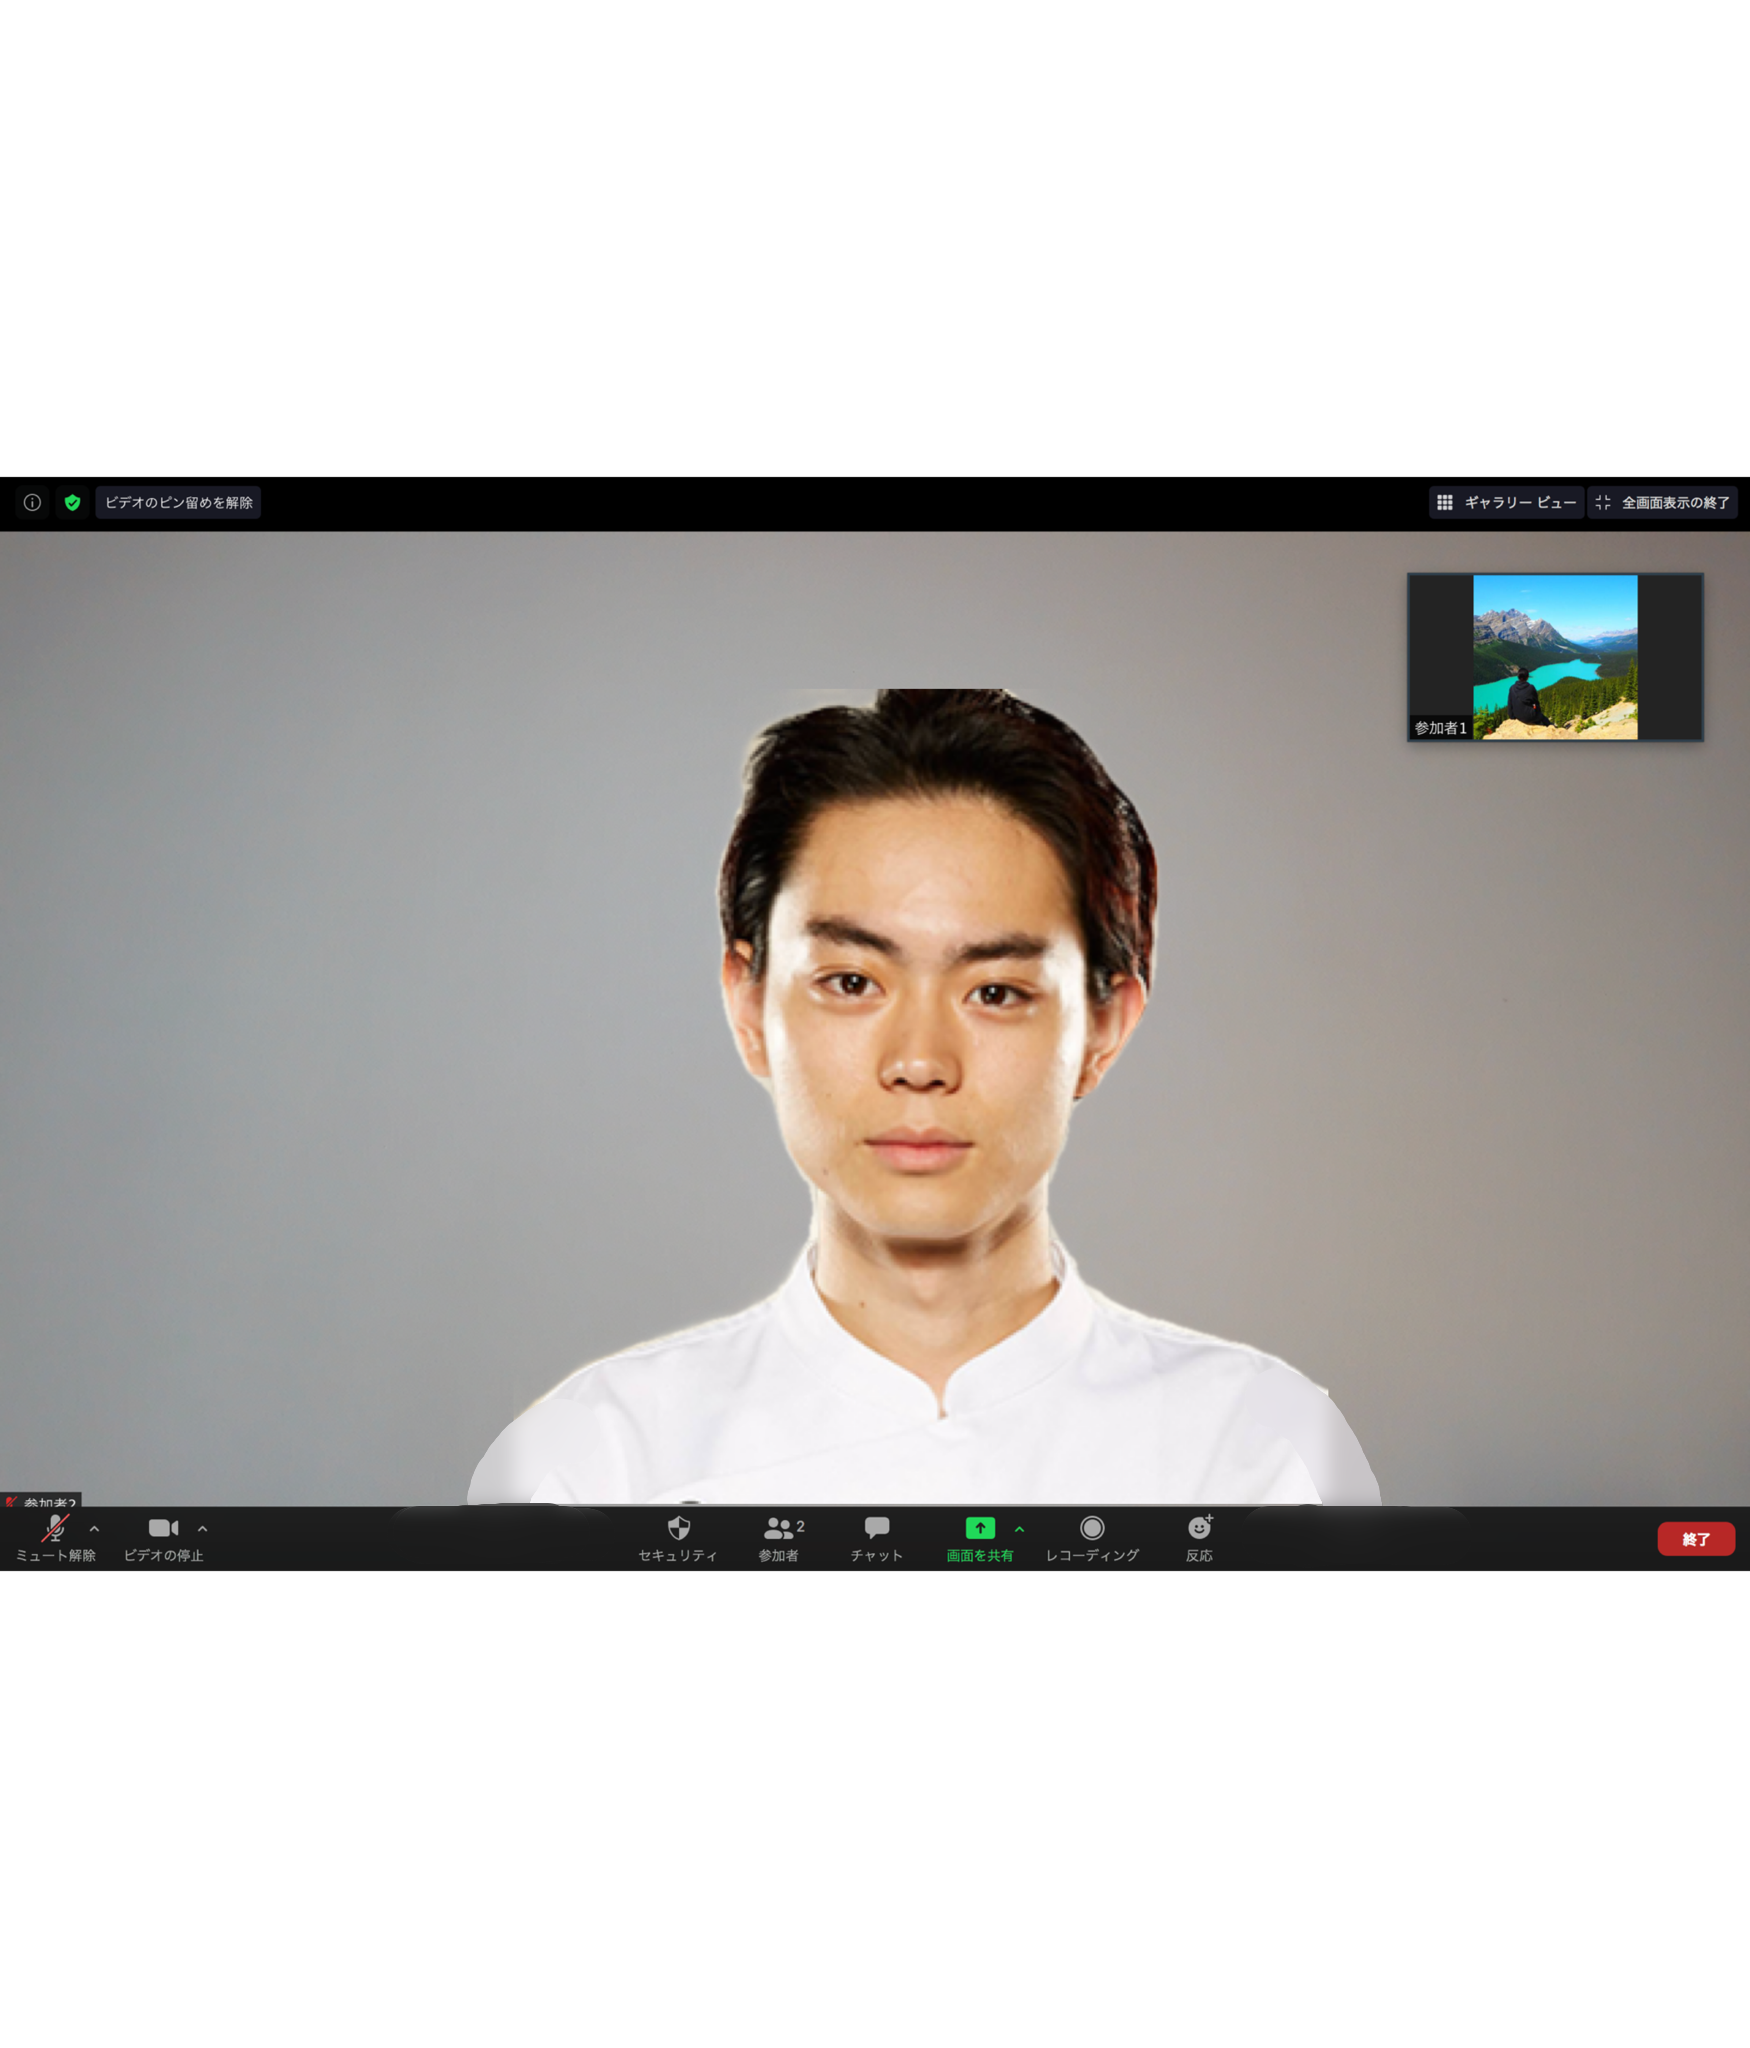 ビデオのピン留めを解除
ギャラリー ビュー
全画面表示の終了
参加者1
参加者2
ミュート解除
ビデオの停止
セキュリティ
2
参加者
チャット
画面を共有
レコーディング
反応
終了